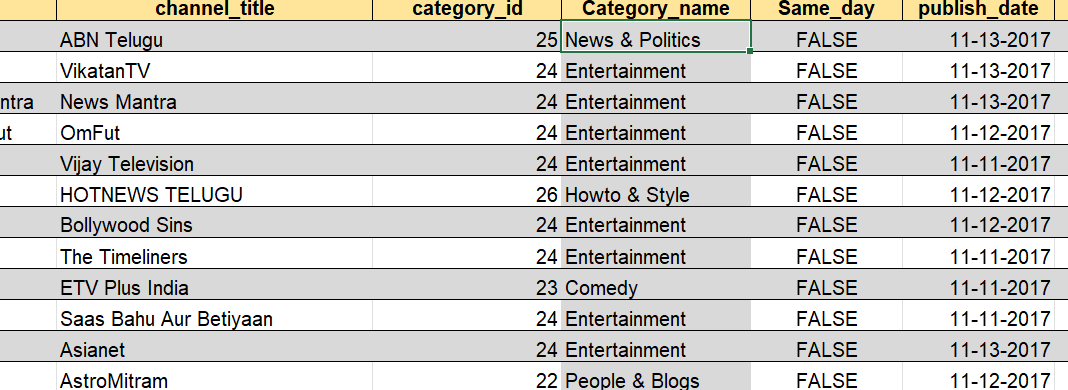 channel_title category_id Category_name Same_day publish_date
ABN Telugu 25 News & Politics FALSE 11-13-2017
VikatanTV 24 Entertainment FALSE 11-13-2017
ntra News Mantra 24 Entertainment FALSE 11-13-2017
ut OmFut 24 Entertainment FALSE 11-12-2017
Vijay Television 24 Entertainment FALSE 11-11-2017
HOTNEWS TELUGU 26 Howto & Style FALSE 11-12-2017
Bollywood Sins 24 Entertainment FALSE 11-12-2017
The Timeliners 24 Entertainment FALSE 11-11-2017
ETV Plus India 23 Comedy FALSE 11-11-2017
Saas Bahu Aur Betiyaan 24 Entertainment FALSE 11-11-2017
Asianet 24 Entertainment FALSE 11-13-2017
AstroMitram 22 People & Blogs FALSE 11-12-2017